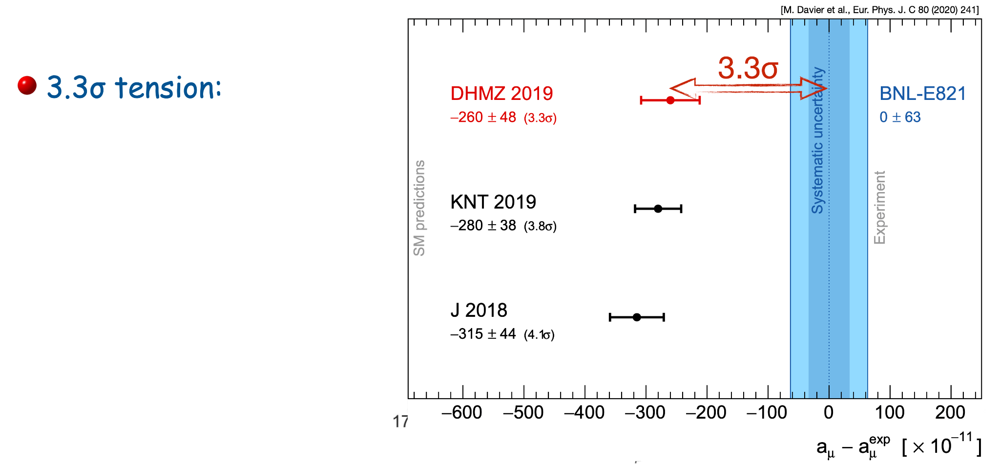 [M. Davier et al., Eur. Phys. J. C 80 (2020) 241]
3.3σ tension:
3.3σ
DHMZ 2019
–260 ± 48 (3.3σ)
BNL-E821
0 ± 63
Systematic uncertainty
SM predictions
Experiment
KNT 2019
–280 ± 38 (3.8σ)
J 2018
–315 ± 44 (4.1σ)
–600 –500 –400 –300 –200 –100 0 100 200
17
aμ – aμ^exp [ × 10^–11 ]